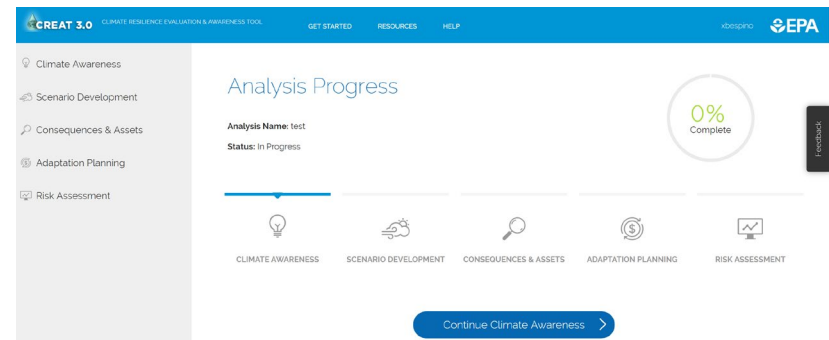 CREAT 3.0 CLIMATE RESILIENCE EVALUATION & AWARENESS TOOL GET STARTED RESOURCES HELP xbespino EPA
Climate Awareness
Scenario Development
Consequences & Assets
Adaptation Planning
Risk Assessment
Analysis Progress
Analysis Name: test
Status: In Progress
0%
Complete
Feedback
CLIMATE AWARENESS SCENARIO DEVELOPMENT CONSEQUENCES & ASSETS ADAPTATION PLANNING RISK ASSESSMENT
Continue Climate Awareness